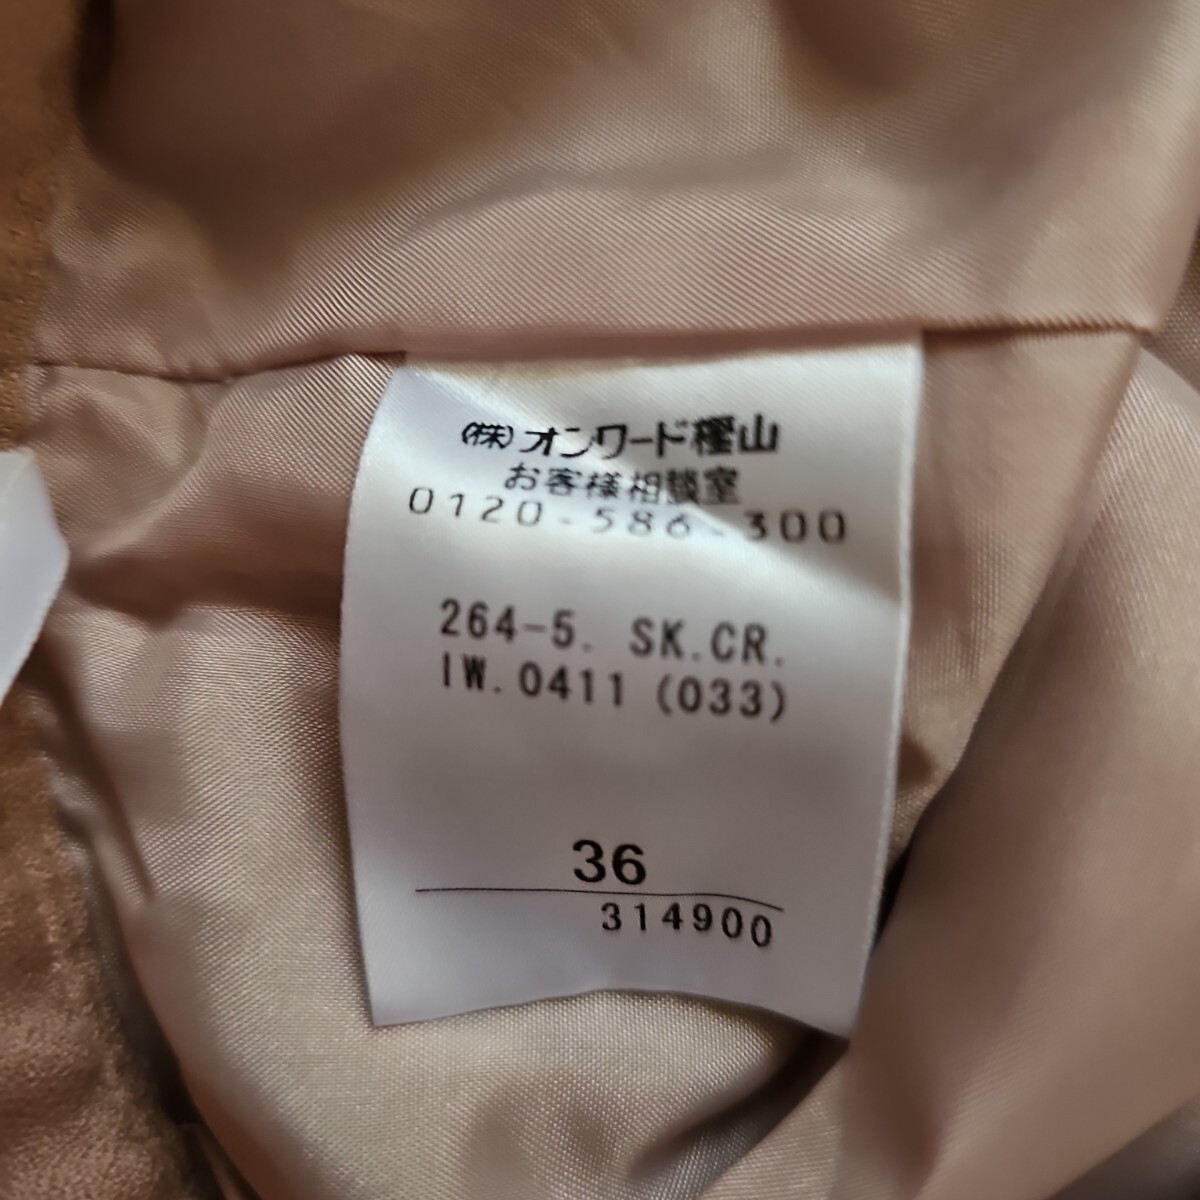 (株)オンワード樫山
お客様相談室
0120-586-300
264-5. SK.CR.
IW.0411 (033)
36
314900